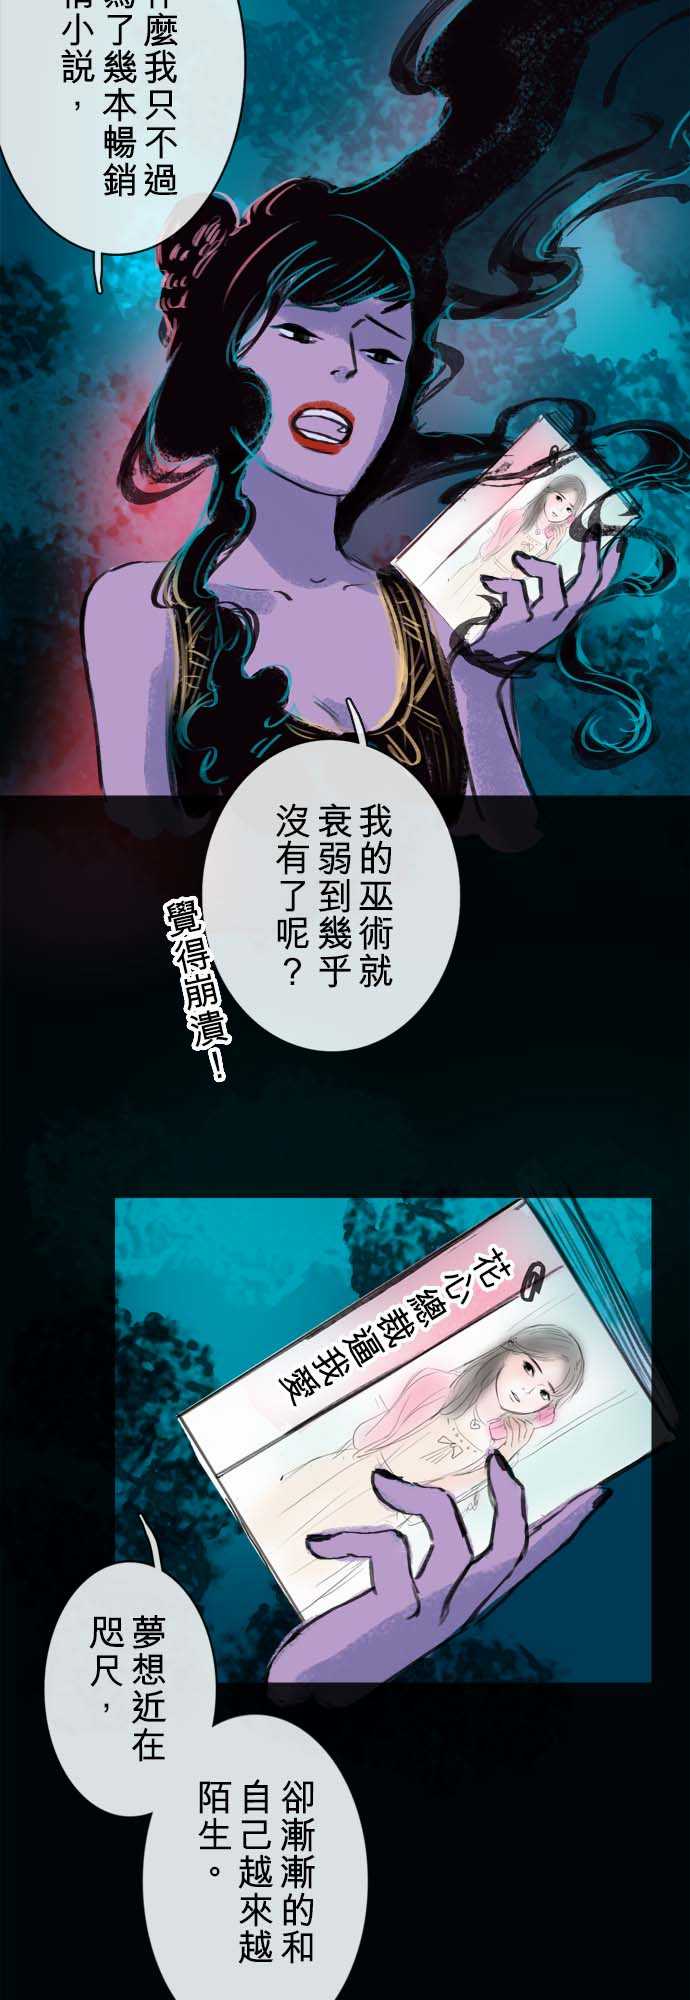 什麼我只不過
寫了幾本暢銷
情小說，
我的巫術就
衰弱到幾乎
沒有了呢？
覺得崩潰！
花心總裁逼我愛
夢想近在
咫尺，
卻漸漸的和
自己越來越
陌生。